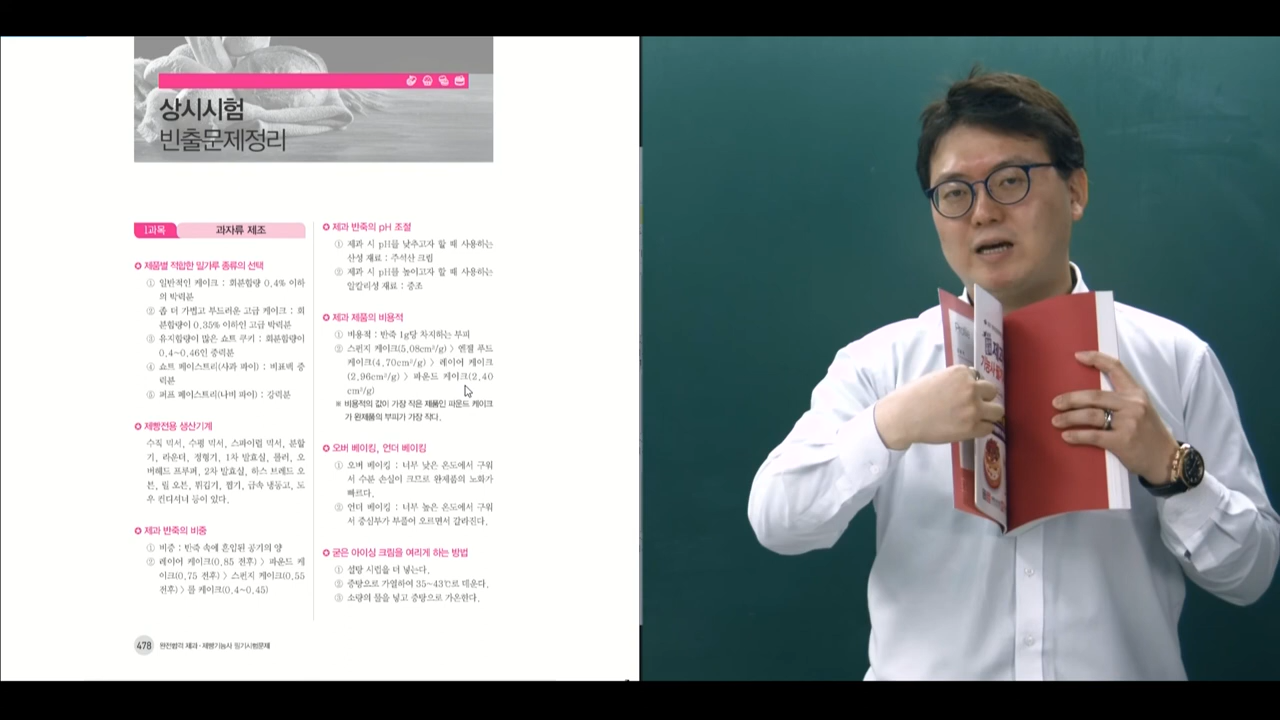 상시시험
빈출문제정리
1과목 과자류 제조
✪ 제품별 적합한 밀가루 종류의 선택
① 일반적인 케이크 : 회분함량 0.4% 이하
의 박력분
② 좀 더 가볍고 부드러운 고급 케이크 : 회
분함량이 0.35% 이하인 고급 박력분
③ 유지함량이 많은 쇼트 쿠키 : 회분함량이
0.4~0.46인 중력분
④ 쇼트 페이스트리(사과 파이) : 비표백 중
력분
⑤ 퍼프 페이스트리(나비 파이) : 강력분
✪ 제빵전용 생산기계
수직 믹서, 수평 믹서, 스파이럴 믹서, 분할
기, 라운더, 정형기, 1차 발효실, 롤러, 오
버헤드 프루퍼, 2차 발효실, 하스 브레드 오
븐, 릴 오븐, 튀김기, 찜기, 급속 냉동고, 도
우 컨디셔너 등이 있다.
✪ 제과 반죽의 비중
① 비중 : 반죽 속에 혼입된 공기의 양
② 레이어 케이크(0.85 전후) > 파운드 케
이크(0.75 전후) > 스펀지 케이크(0.55
전후) > 롤 케이크(0.4~0.45)
✪ 제과 반죽의 pH 조절
① 제과 시 pH를 낮추고자 할 때 사용하는
산성 재료 : 주석산 크림
② 제과 시 pH를 높이고자 할 때 사용하는
알칼리성 재료 : 중조
✪ 제과 제품의 비용적
① 비용적 : 반죽 1g당 차지하는 부피
② 스펀지 케이크(5.08cm³/g) > 엔젤 푸드
케이크(4.70cm³/g) > 레이어 케이크
(2.96cm³/g) > 파운드 케이크(2.40
cm³/g)
※ 비용적의 값이 가장 작은 제품인 파운드 케이크
가 완제품의 부피가 가장 작다.
✪ 오버 베이킹, 언더 베이킹
① 오버 베이킹 : 너무 낮은 온도에서 구워
서 수분 손실이 크므로 완제품의 노화가
빠르다.
② 언더 베이킹 : 너무 높은 온도에서 구워
서 중심부가 부풀어 오르면서 갈라진다.
✪ 굳은 아이싱 크림을 여리게 하는 방법
① 설탕 시럽을 더 넣는다.
② 중탕으로 가열하여 35~43℃로 데운다.
③ 소량의 물을 넣고 중탕으로 가온한다.
478 완전합격 제과·제빵기능사 필기시험문제
제과